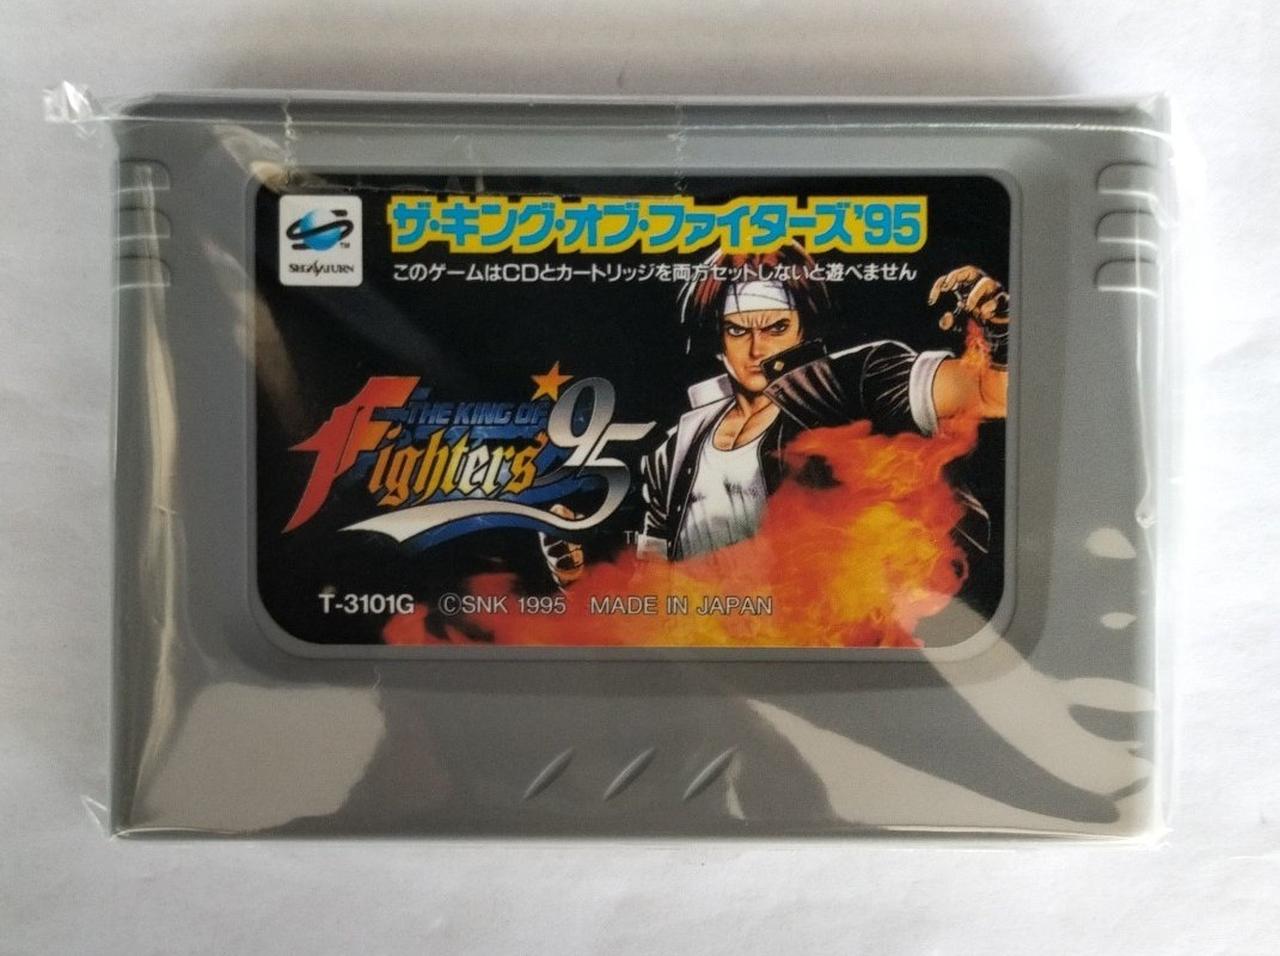 ザ・キング・オブ・ファイターズ'95
SEGA SATURN
TM
このゲームはCDとカートリッジを両方セットしないと遊べません
THE KING OF
Fighters '95
TM
T-3101G ©SNK 1995 MADE IN JAPAN